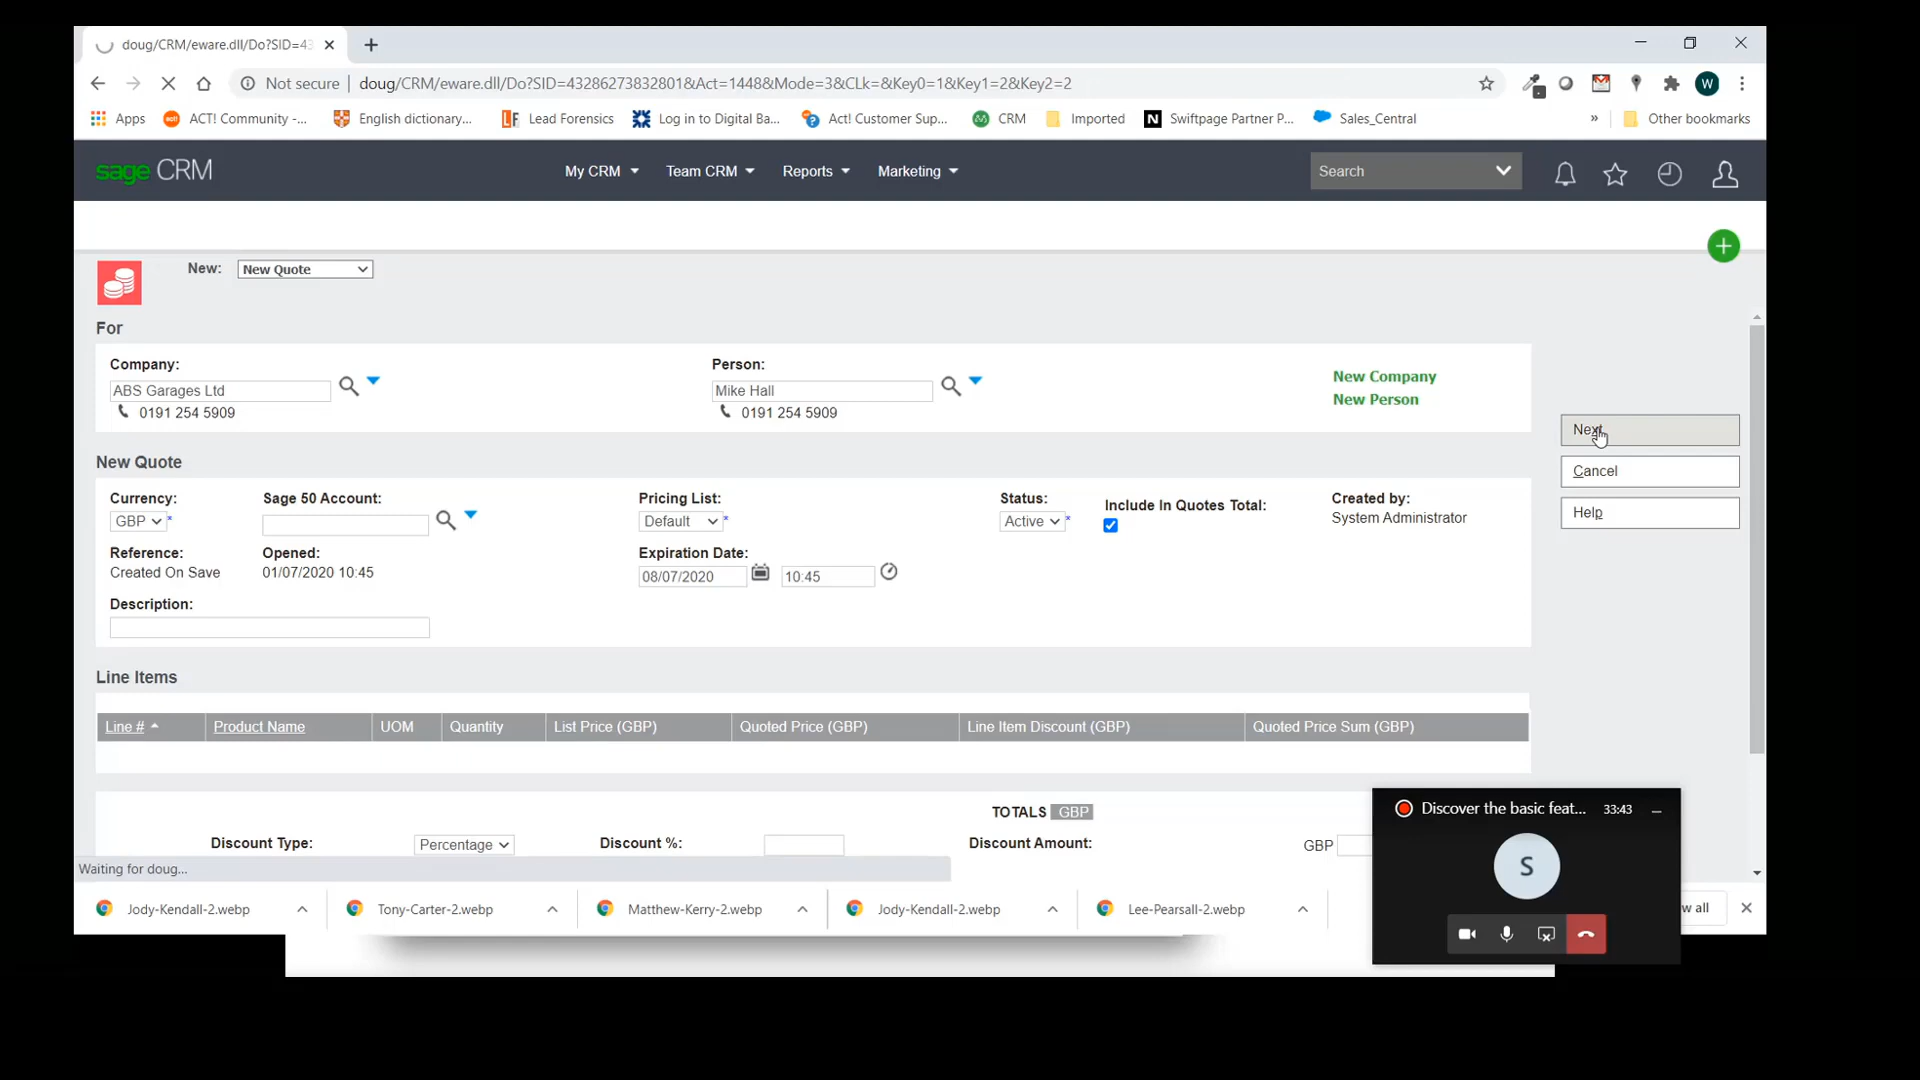 doug/CRM/eware.dll/Do?SID=43
Not secure | doug/CRM/eware.dll/Do?SID=43286273832801&Act=1448&Mode=3&CLk=&Key0=1&Key1=2&Key2=2
W
Apps ACT! Community -... English dictionary... Lead Forensics Log in to Digital Ba... Act! Customer Sup... CRM Imported Swiftpage Partner P... Sales_Central » Other bookmarks
sage CRM My CRM Team CRM Reports Marketing Search
New: New Quote
For
Company: Person:
ABS Garages Ltd Mike Hall New Company
0191 254 5909 0191 254 5909 New Person
Next
Cancel
Help
New Quote
Currency: Sage 50 Account: Pricing List: Status: Include In Quotes Total: Created by:
GBP * Default * Active * System Administrator
Reference: Opened: Expiration Date:
Created On Save 01/07/2020 10:45 08/07/2020 10:45
Description:
Line Items
Line # Product Name UOM Quantity List Price (GBP) Quoted Price (GBP) Line Item Discount (GBP) Quoted Price Sum (GBP)
TOTALS GBP
Discount Type: Percentage Discount %: Discount Amount: GBP
Waiting for doug...
Discover the basic feat... 33:43
S
Jody-Kendall-2.webp Tony-Carter-2.webp Matthew-Kerry-2.webp Jody-Kendall-2.webp Lee-Pearsall-2.webp w all